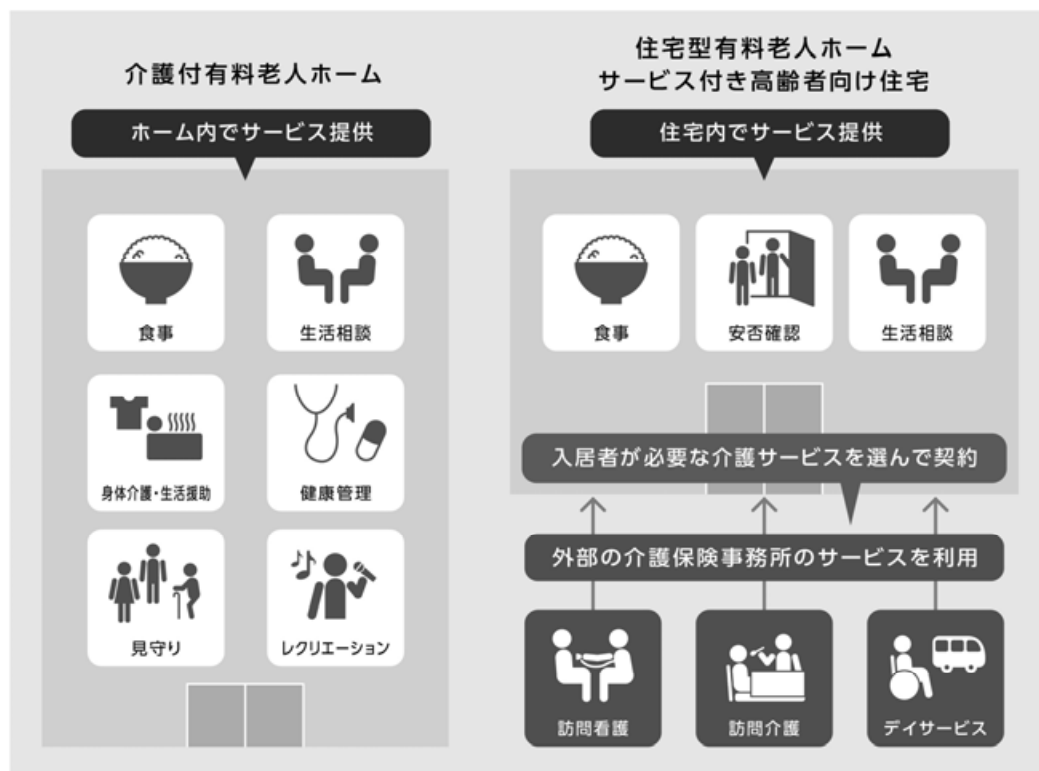 介護付有料老人ホーム
ホーム内でサービス提供
食事
生活相談
身体介護・生活援助
健康管理
見守り
レクリエーション
住宅型有料老人ホーム
サービス付き高齢者向け住宅
住宅内でサービス提供
食事
安否確認
生活相談
入居者が必要な介護サービスを選んで契約
外部の介護保険事務所のサービスを利用
訪問看護
訪問介護
デイサービス